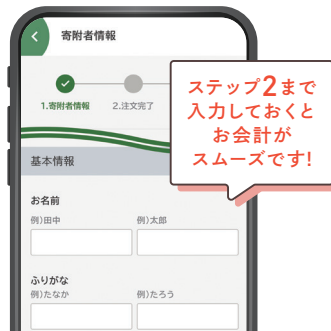 寄附者情報
1.寄附者情報 2.注文完了
ステップ2まで
入力しておくと
お会計が
スムーズです!
基本情報
お名前
例)田中 例)太郎
ふりがな
例)たなか 例)たろう